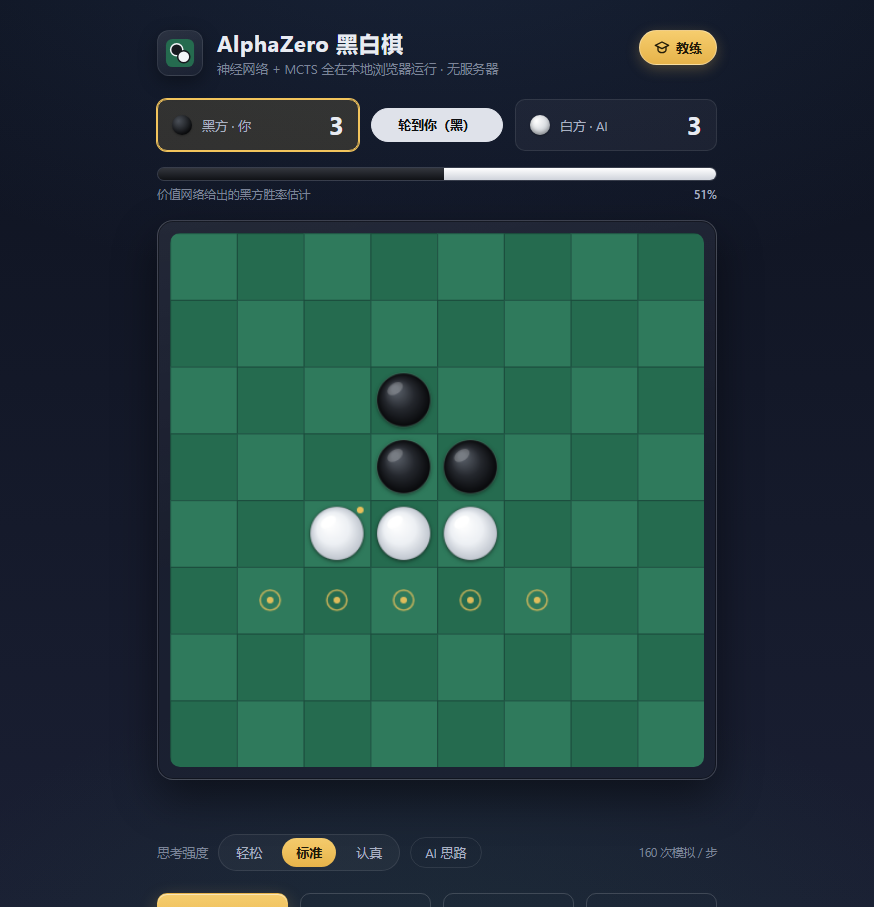 AlphaZero 黑白棋
神经网络 + MCTS 全在本地浏览器运行 · 无服务器
教练
黑方 · 你 3
轮到你（黑）
白方 · AI 3
价值网络给出的黑方胜率估计 51%
思考强度 轻松 标准 认真 AI 思路 160 次模拟 / 步